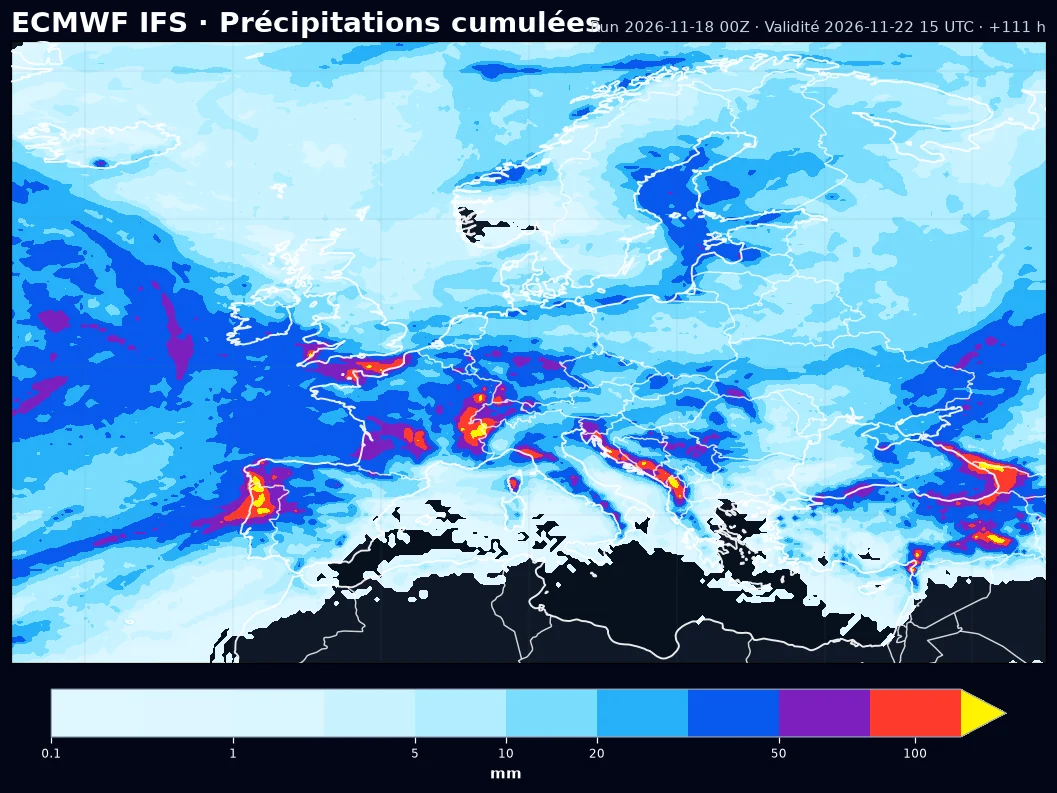 ECMWF IFS · Précipitations cumulées
Run 2026-11-18 00Z · Validité 2026-11-22 15 UTC · +111 h
0.1 1 5 10 20 50 100
mm